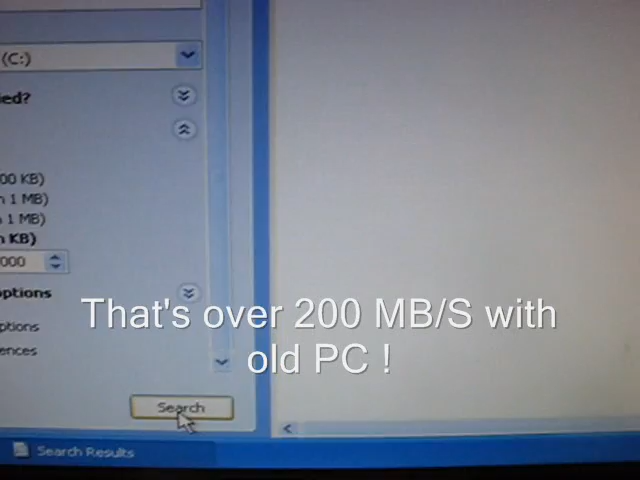 (C:)
ied?
00 KB)
n 1 MB)
1 MB)
n KB)
000
ptions
ptions
ences
That's over 200 MB/S with
old PC !
Search
Search Results